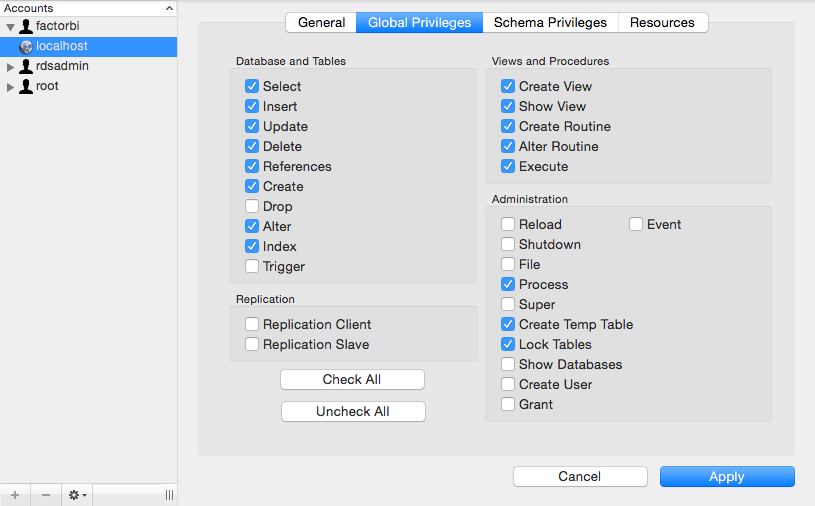 Accounts
factorbi
localhost
rdsadmin
root
General Global Privileges Schema Privileges Resources
Database and Tables
Select
Insert
Update
Delete
References
Create
Drop
Alter
Index
Trigger
Replication
Replication Client
Replication Slave
Check All
Uncheck All
Views and Procedures
Create View
Show View
Create Routine
Alter Routine
Execute
Administration
Reload Event
Shutdown
File
Process
Super
Create Temp Table
Lock Tables
Show Databases
Create User
Grant
Cancel Apply